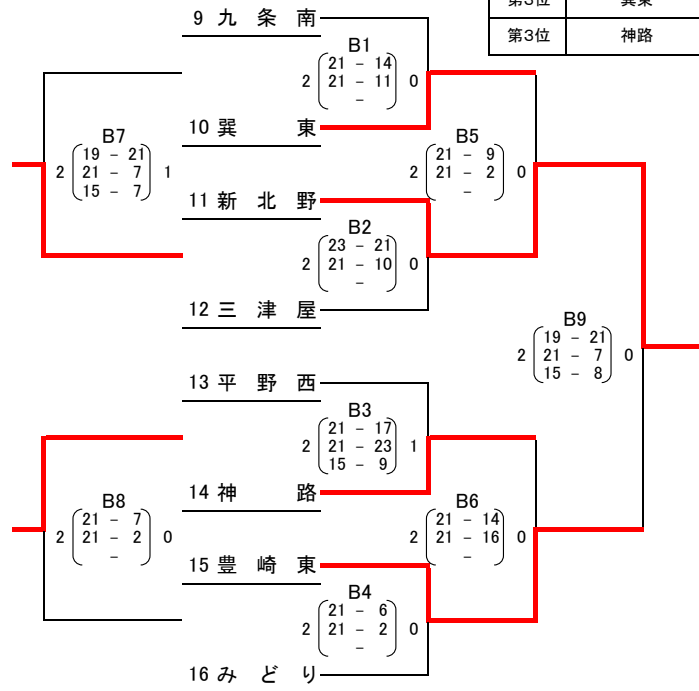 第3位 巽東
第3位 神路
9 九 条 南
B1
2 21 - 14 0
21 - 11
-
10 巽 東
B7
19 - 21
2 21 - 7 1
15 - 7
B5
21 - 9
2 21 - 2 0
-
11 新 北 野
B2
23 - 21
2 21 - 10 0
-
12 三 津 屋
B9
19 - 21
2 21 - 7 0
15 - 8
13 平 野 西
B3
21 - 17
2 21 - 23 1
15 - 9
14 神 路
B8
21 - 7
2 21 - 2 0
-
B6
21 - 14
2 21 - 16 0
-
15 豊 崎 東
B4
21 - 6
2 21 - 2 0
-
16 み ど り